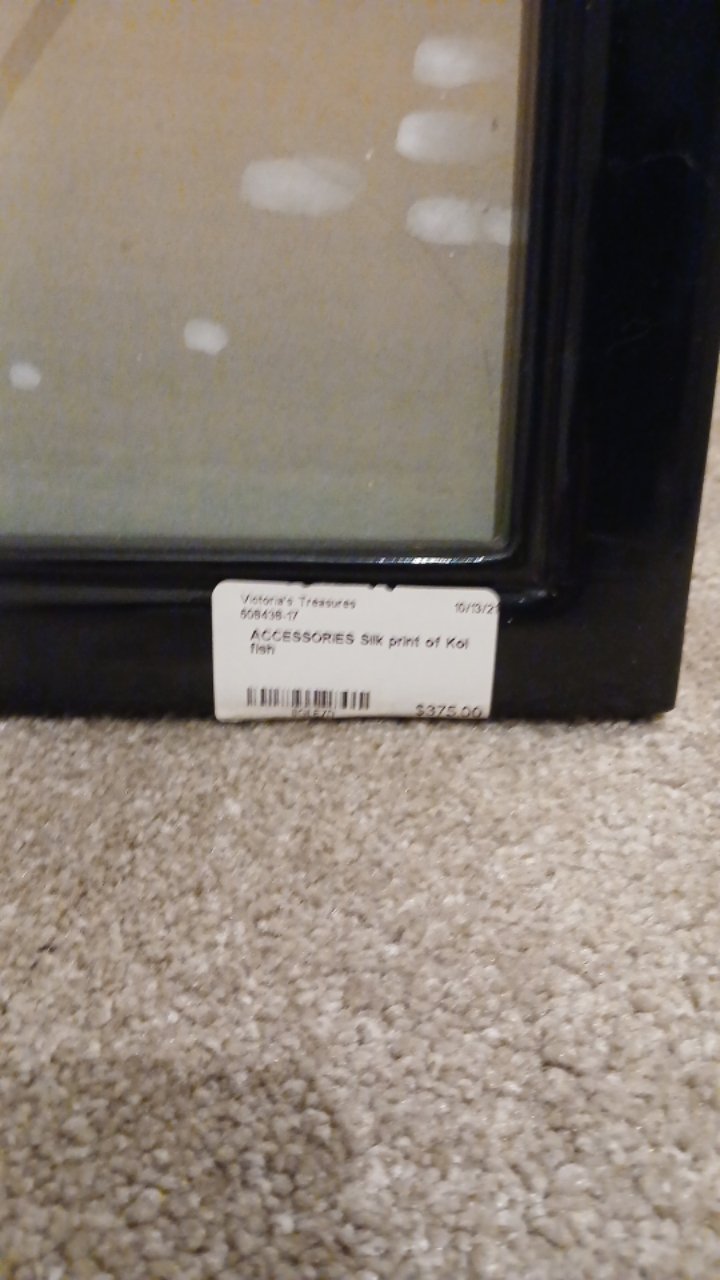 Victoria's Treasures 10/13/21
608438-17
ACCESSORIES Silk print of Koi
fish
$375.00